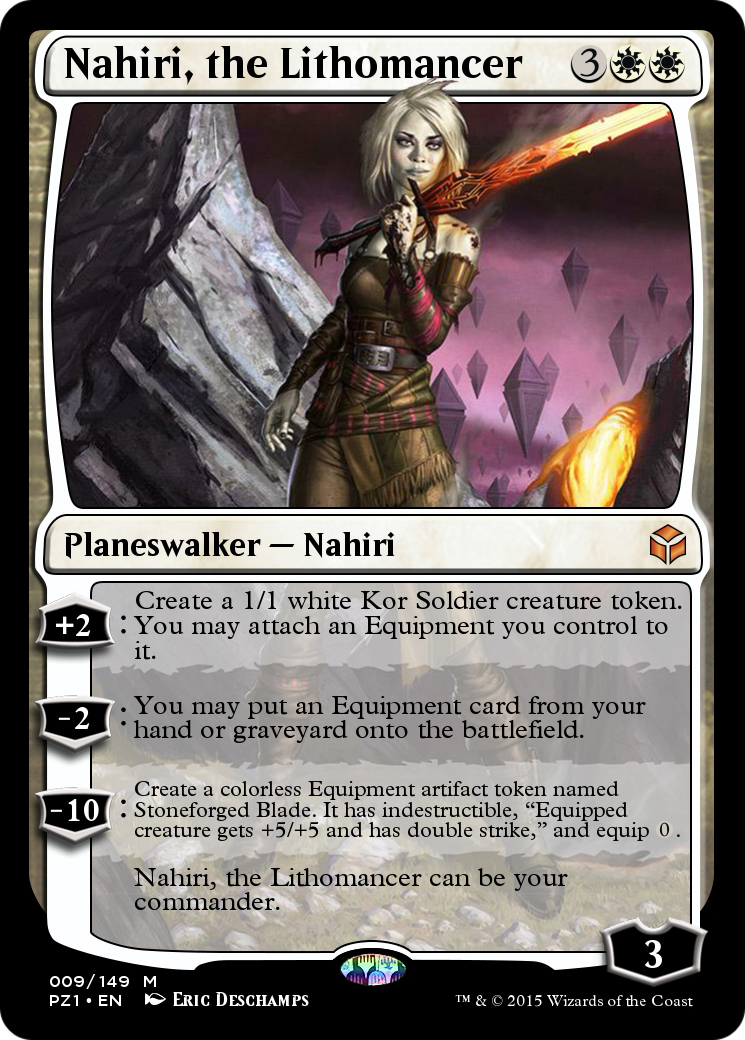 Nahiri, the Lithomancer 3
Planeswalker — Nahiri
+2 : Create a 1/1 white Kor Soldier creature token.
You may attach an Equipment you control to
it.
-2 : You may put an Equipment card from your
hand or graveyard onto the battlefield.
-10 : Create a colorless Equipment artifact token named
Stoneforged Blade. It has indestructible, “Equipped
creature gets +5/+5 and has double strike,” and equip 0 .
Nahiri, the Lithomancer can be your
commander.
3
009/149 M
PZ1 • EN Eric Deschamps ™ & © 2015 Wizards of the Coast